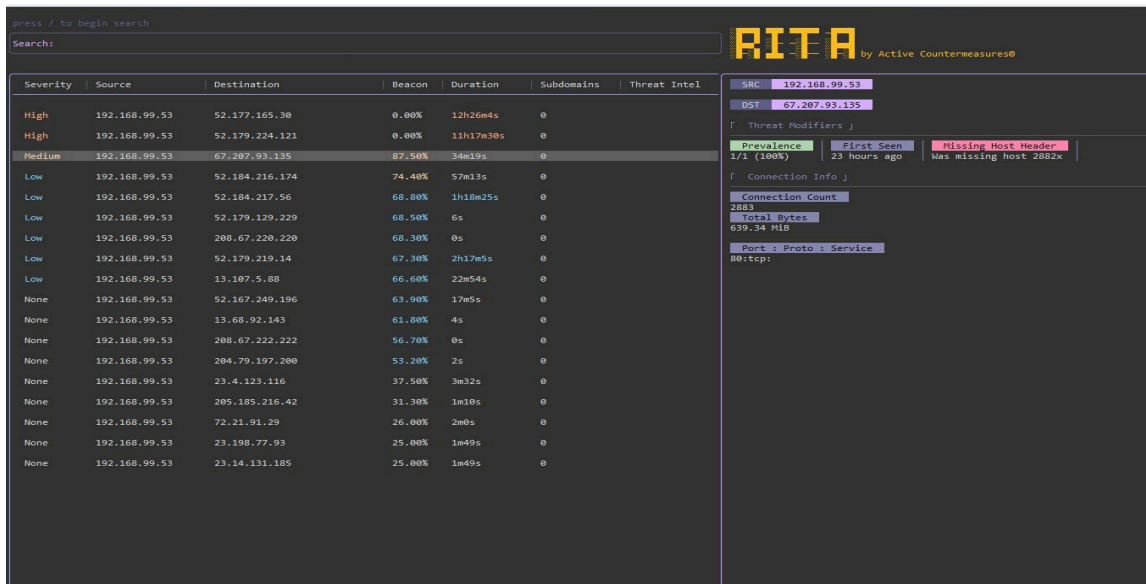 press / to begin search
Search:
RITA by Active Countermeasures®
Severity Source Destination Beacon Duration Subdomains Threat Intel
High 192.168.99.53 52.177.165.30 0.00% 12h26m4s 0
High 192.168.99.53 52.179.224.121 0.00% 11h17m30s 0
Medium 192.168.99.53 67.207.93.135 87.50% 34m19s 0
Low 192.168.99.53 52.184.216.174 74.40% 57m13s 0
Low 192.168.99.53 52.184.217.56 68.80% 1h18m25s 0
Low 192.168.99.53 52.179.129.229 68.50% 6s 0
Low 192.168.99.53 208.67.220.220 68.30% 0s 0
Low 192.168.99.53 52.179.219.14 67.30% 2h17m5s 0
Low 192.168.99.53 13.107.5.88 66.60% 22m54s 0
None 192.168.99.53 52.167.249.196 63.90% 17m5s 0
None 192.168.99.53 13.68.92.143 61.80% 4s 0
None 192.168.99.53 208.67.222.222 56.70% 0s 0
None 192.168.99.53 204.79.197.200 53.20% 2s 0
None 192.168.99.53 23.4.123.116 37.50% 3m32s 0
None 192.168.99.53 205.185.216.42 31.30% 1m10s 0
None 192.168.99.53 72.21.91.29 26.00% 2m0s 0
None 192.168.99.53 23.198.77.93 25.00% 1m49s 0
None 192.168.99.53 23.14.131.185 25.00% 1m49s 0
SRC 192.168.99.53
DST 67.207.93.135
「 Threat Modifiers 」
Prevalence First Seen Missing Host Header
1/1 (100%) 23 hours ago Was missing host 2882x
「 Connection Info 」
Connection Count
2883
Total Bytes
639.34 MiB
Port : Proto : Service
80:tcp: